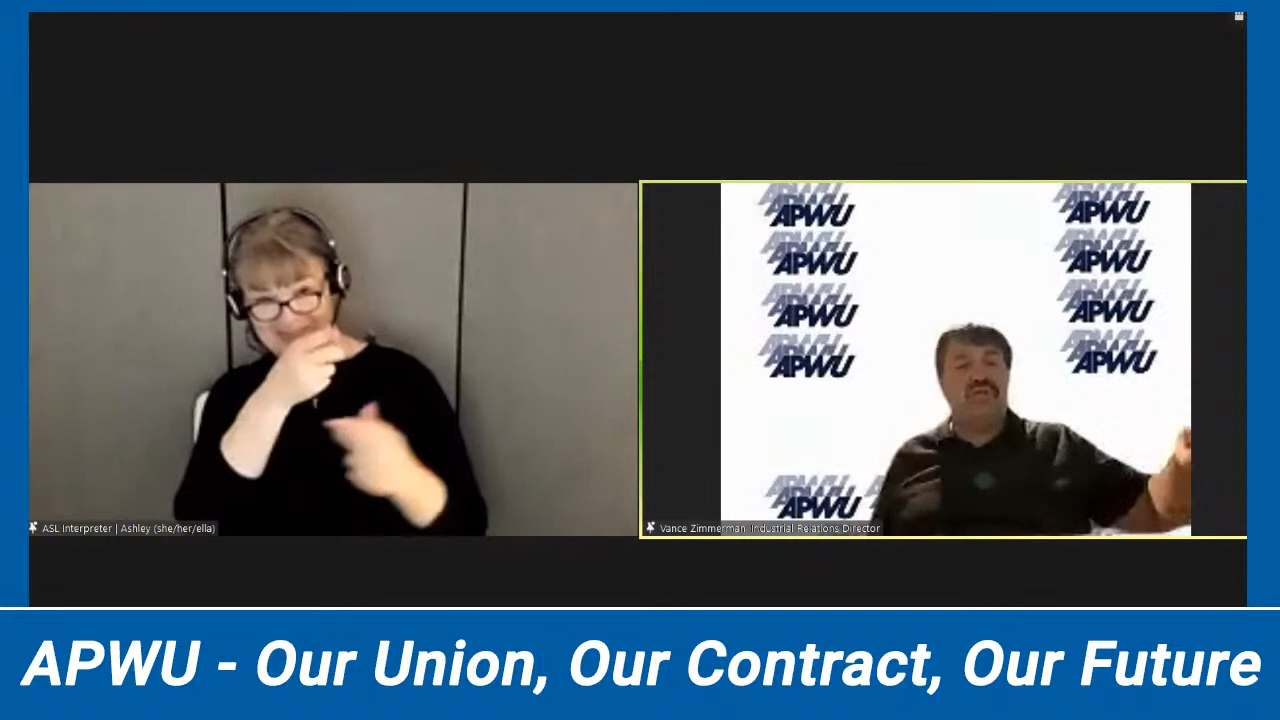 APWU APWU
APWU APWU
APWU APWU
APWU APWU
APWU
ASL Interpreter | Ashley (she/her/ella)
Vance Zimmerman Industrial Relations Director
APWU - Our Union, Our Contract, Our Future